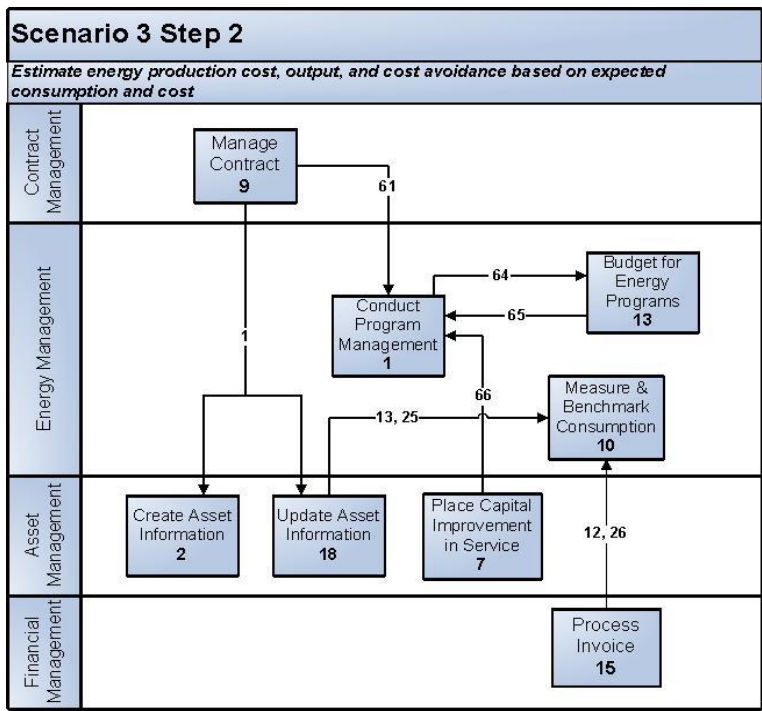 Scenario 3 Step 2
Estimate energy production cost, output, and cost avoidance based on expected
consumption and cost
Contract
Management
Manage
Contract
9
61
Energy Management
1
64
65
Budget for
Energy
Programs
13
Conduct
Program
Management
1
66
13, 25
Measure &
Benchmark
Consumption
10
Asset
Management
Create Asset
Information
2
Update Asset
Information
18
Place Capital
Improvement
in Service
7
12, 26
Financial
Management
Process
Invoice
15